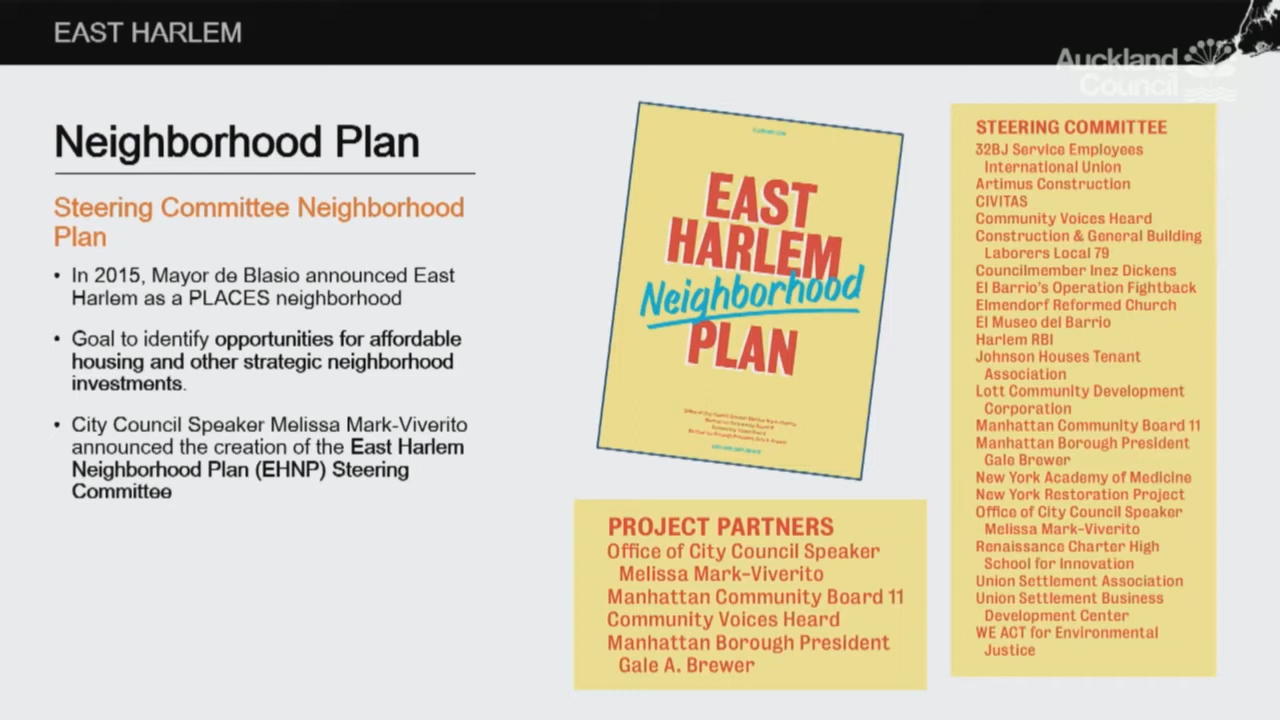 EAST HARLEM
Auckland
Council
Neighborhood Plan
Steering Committee Neighborhood
Plan
• In 2015, Mayor de Blasio announced East
Harlem as a PLACES neighborhood
• Goal to identify opportunities for affordable
housing and other strategic neighborhood
investments.
• City Council Speaker Melissa Mark-Viverito
announced the creation of the East Harlem
Neighborhood Plan (EHNP) Steering
Committee
EAST
HARLEM
Neighborhood
PLAN
PROJECT PARTNERS
Office of City Council Speaker
Melissa Mark-Viverito
Manhattan Community Board 11
Community Voices Heard
Manhattan Borough President
Gale A. Brewer
STEERING COMMITTEE
32BJ Service Employees
International Union
Artimus Construction
CIVITAS
Community Voices Heard
Construction & General Building
Laborers Local 79
Councilmember Inez Dickens
El Barrio's Operation Fightback
Elmendorf Reformed Church
El Museo del Barrio
Harlem RBI
Johnson Houses Tenant
Association
Lott Community Development
Corporation
Manhattan Community Board 11
Manhattan Borough President
Gale Brewer
New York Academy of Medicine
New York Restoration Project
Office of City Council Speaker
Melissa Mark-Viverito
Renaissance Charter High
School for Innovation
Union Settlement Association
Union Settlement Business
Development Center
WE ACT for Environmental
Justice